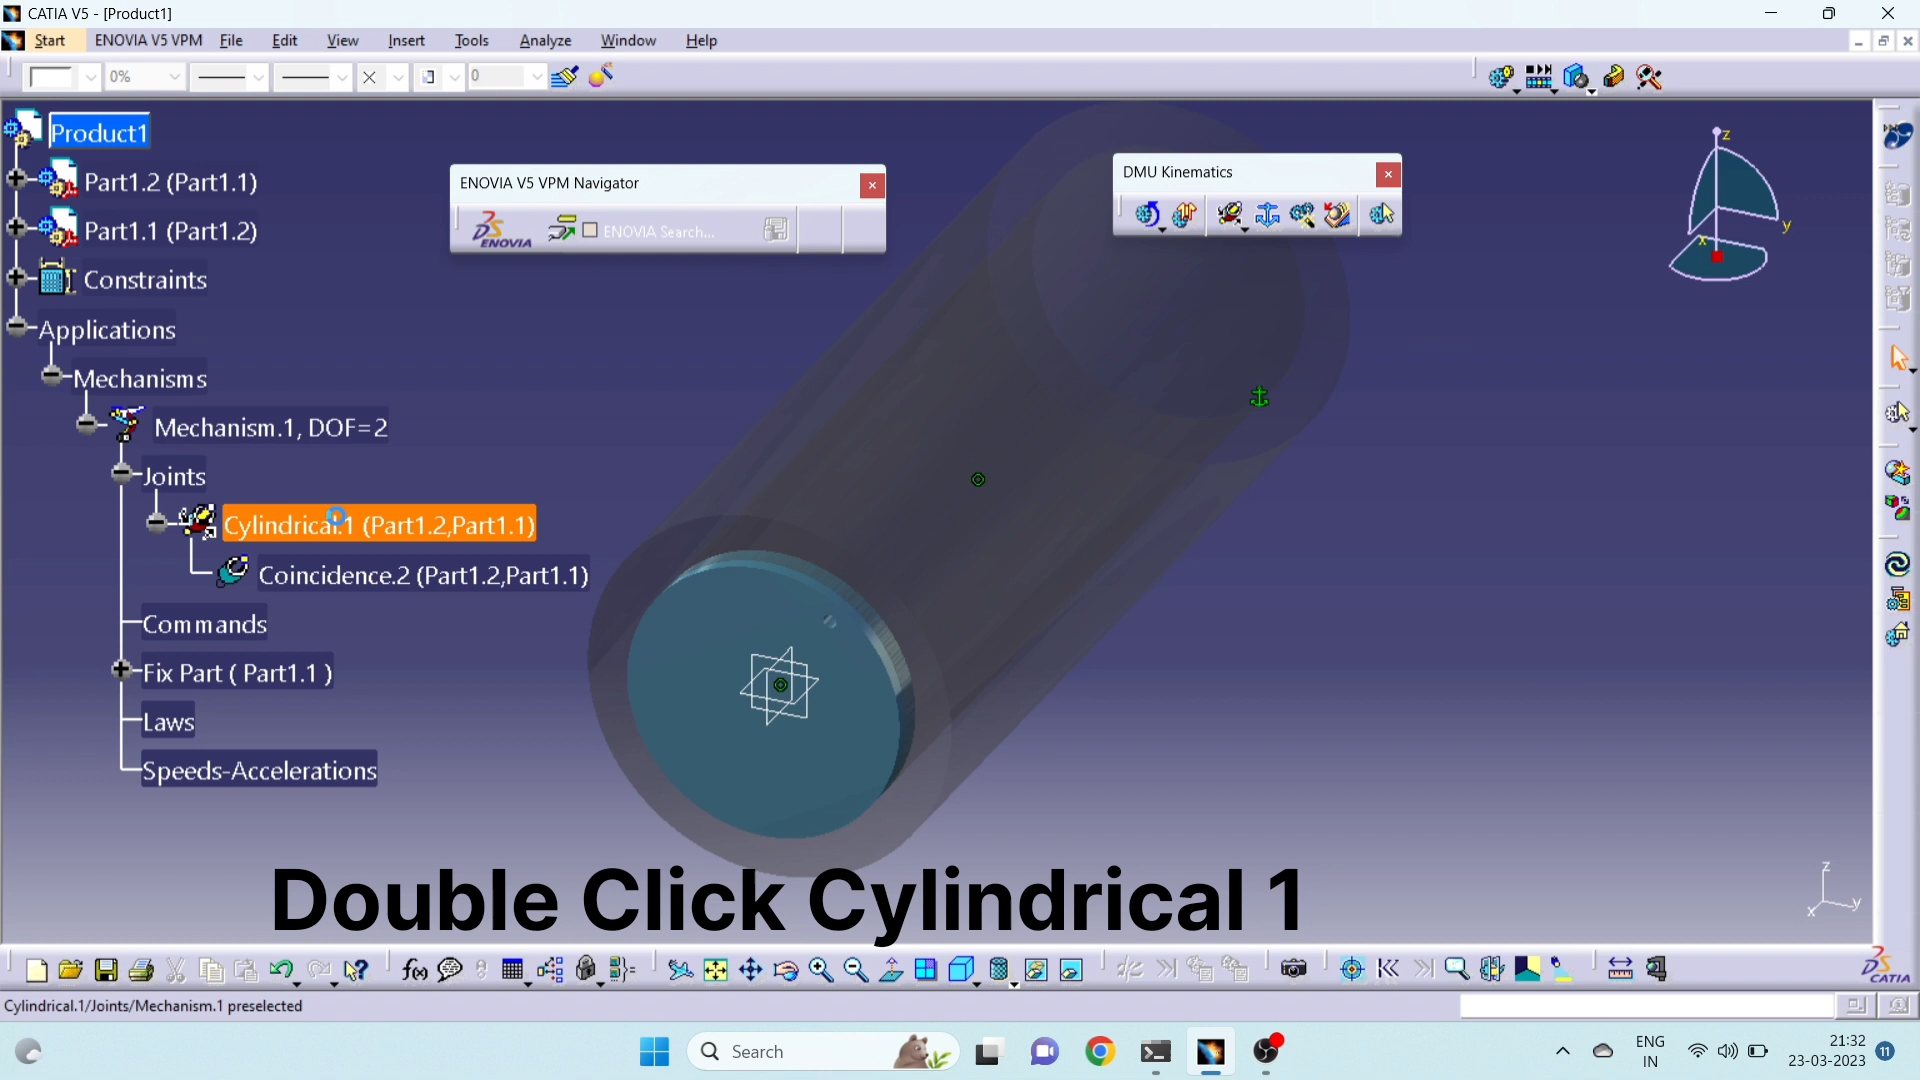 CATIA V5 - [Product1]
Start ENOVIA V5 VPM File Edit View Insert Tools Analyze Window Help
0% 0
Product1
Part1.2 (Part1.1)
Part1.1 (Part1.2)
Constraints
Applications
Mechanisms
Mechanism.1, DOF=2
Joints
Cylindrical.1 (Part1.2,Part1.1)
Coincidence.2 (Part1.2,Part1.1)
Commands
Fix Part ( Part1.1 )
Laws
Speeds-Accelerations
ENOVIA V5 VPM Navigator
ENOVIA
ENOVIA Search...
DMU Kinematics
z
y
x
Double Click Cylindrical 1
z
x y
f(x)
CATIA
Cylindrical.1/Joints/Mechanism.1 preselected
Search
ENG
IN
21:32
23-03-2023
11